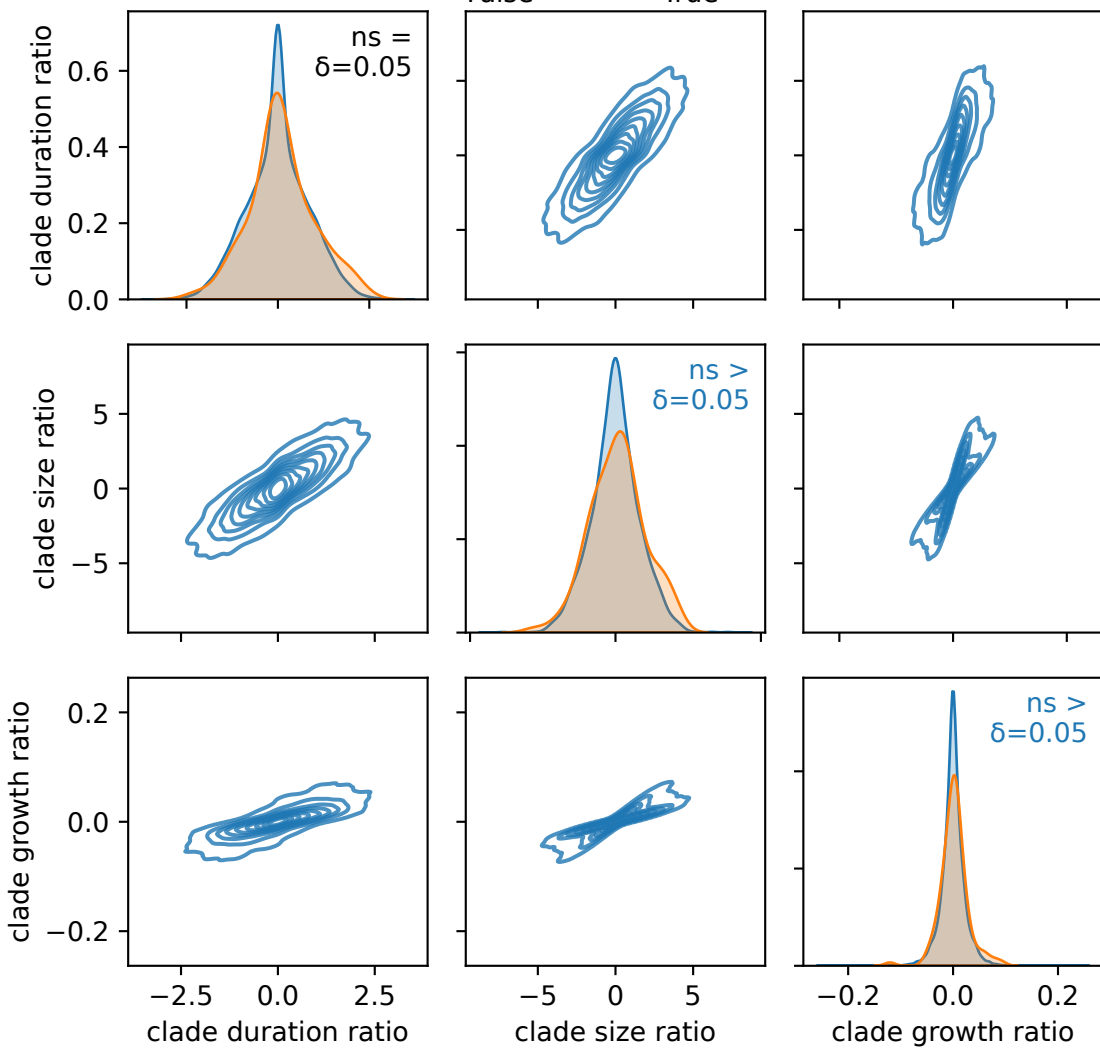 clade duration ratio
0.6
0.4
0.2
0.0
ns =
δ=0.05
clade size ratio
5
0
−5
ns >
δ=0.05
clade growth ratio
0.2
0.0
−0.2
ns >
δ=0.05
−2.5 0.0 2.5
−5 0 5
−0.2 0.0 0.2
clade duration ratio
clade size ratio
clade growth ratio